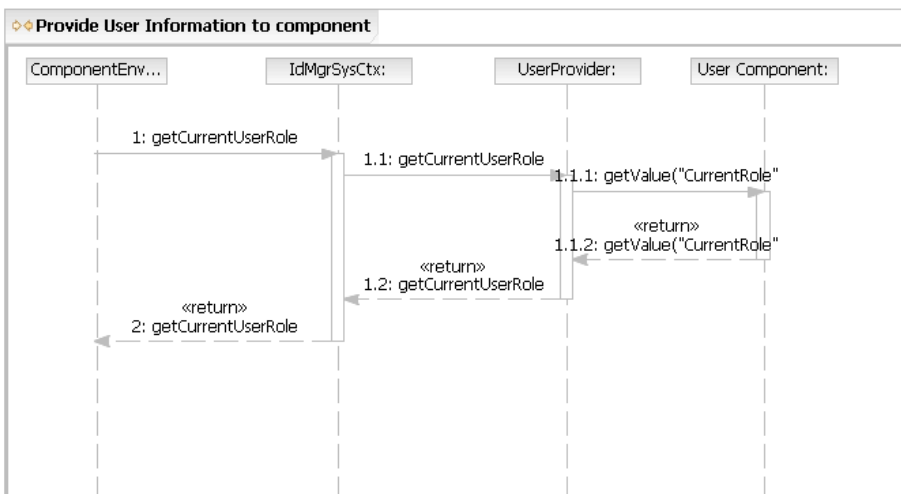 Provide User Information to component
ComponentEnv...
IdMgrSysCtx:
UserProvider:
User Component:
1: getCurrentUserRole
1.1: getCurrentUserRole
1.1.1: getValue("CurrentRole"
«return»
1.1.2: getValue("CurrentRole"
«return»
1.2: getCurrentUserRole
«return»
2: getCurrentUserRole